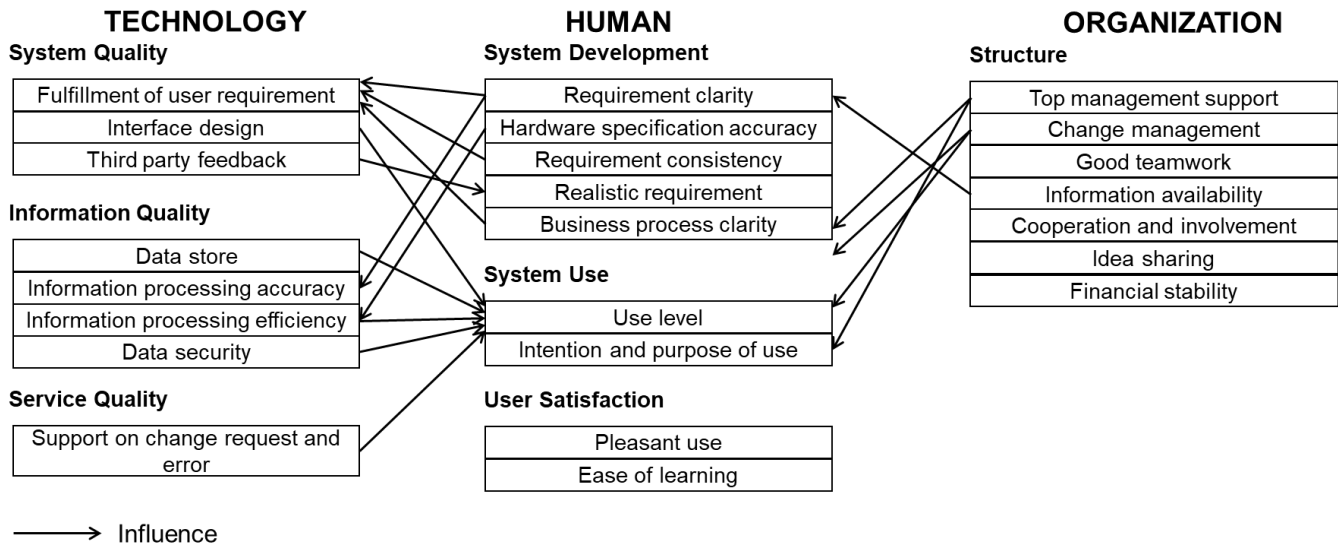 TECHNOLOGY
System Quality
Fulfillment of user requirement
Interface design
Third party feedback
Information Quality
Data store
Information processing accuracy
Information processing efficiency
Data security
Service Quality
Support on change request and
error
HUMAN
System Development
Requirement clarity
Hardware specification accuracy
Requirement consistency
Realistic requirement
Business process clarity
System Use
Use level
Intention and purpose of use
User Satisfaction
Pleasant use
Ease of learning
ORGANIZATION
Structure
Top management support
Change management
Good teamwork
Information availability
Cooperation and involvement
Idea sharing
Financial stability
Influence